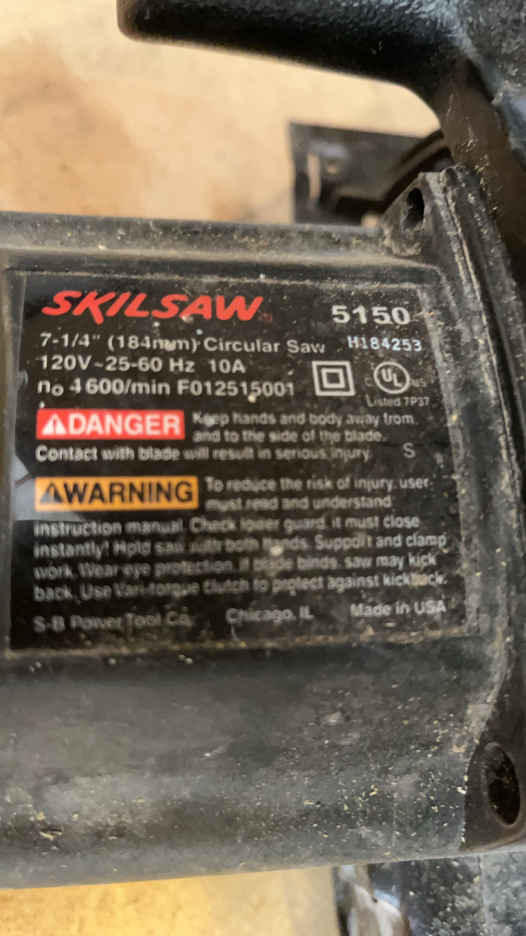 SKILSAW 5150
7-1/4" (184mm) Circular Saw H184253
120V~25-60 Hz 10A
n₀ 4600/min F012515001
C UL US
Listed 7P37
DANGER Keep hands and body away from
and to the side of the blade.
Contact with blade will result in serious injury. S
WARNING To reduce the risk of injury, user
must read and understand
instruction manual. Check lower guard, it must close
instantly! Hold saw with both hands. Support and clamp
work. Wear eye protection. If blade binds, saw may kick
back. Use Vari-torque clutch to protect against kickback.
S-B Power Tool Co. Chicago, IL Made in USA